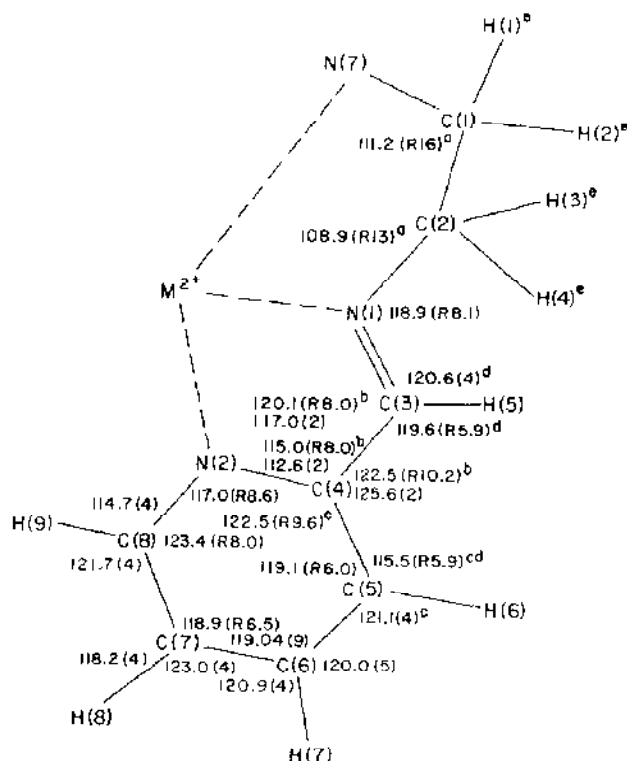 H(1)ᵉ
N(7)
C(1)
H(2)ᵉ
111.2 (R16)ᵃ
H(3)ᵉ
C(2)
108.9 (R13)ᵃ
M²⁺
H(4)ᵉ
N(1) 118.9 (R8.1)
120.6 (4)ᵈ
120.1 (R8.0)ᵇ
C(3)
H(5)
117.0 (2)
119.6 (R5.9)ᵈ
115.0 (R8.0)ᵇ
N(2)
112.6 (2)
122.5 (R10.2)ᵇ
C(4)
125.6 (2)
114.7 (4)
117.0 (R8.6)
122.5 (R9.6)ᶜ
H(9)
C(8) 123.4 (R8.0)
121.7 (4)
119.1 (R6.0)
115.5 (R5.9)ᶜᵈ
C(5)
H(6)
121.1 (4)ᶜ
118.9 (R6.5)
119.04 (9)
C(7)
118.2 (4)
123.0 (4)
C(6) 120.0 (5)
120.9 (4)
H(8)
H(7)